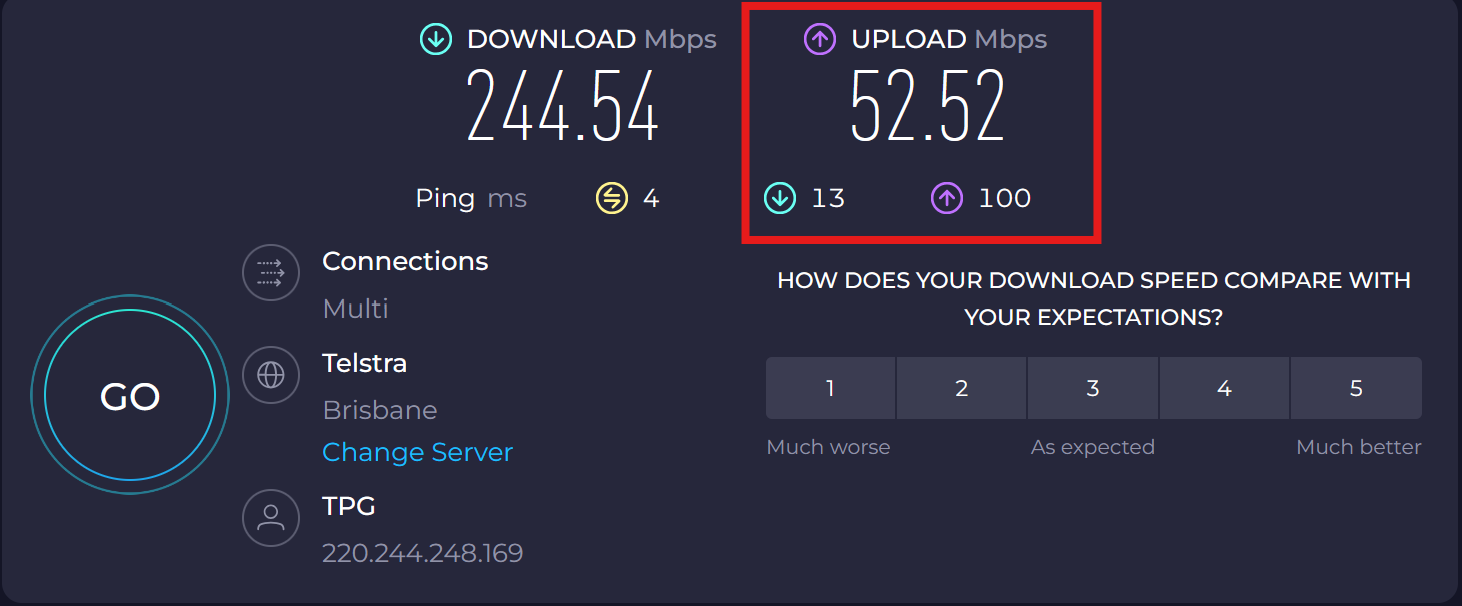 DOWNLOAD Mbps
244.54
UPLOAD Mbps
52.52
Ping ms 4 13 100
Connections
Multi
Telstra
Brisbane
Change Server
TPG
220.244.248.169
GO
HOW DOES YOUR DOWNLOAD SPEED COMPARE WITH
YOUR EXPECTATIONS?
1 2 3 4 5
Much worse As expected Much better